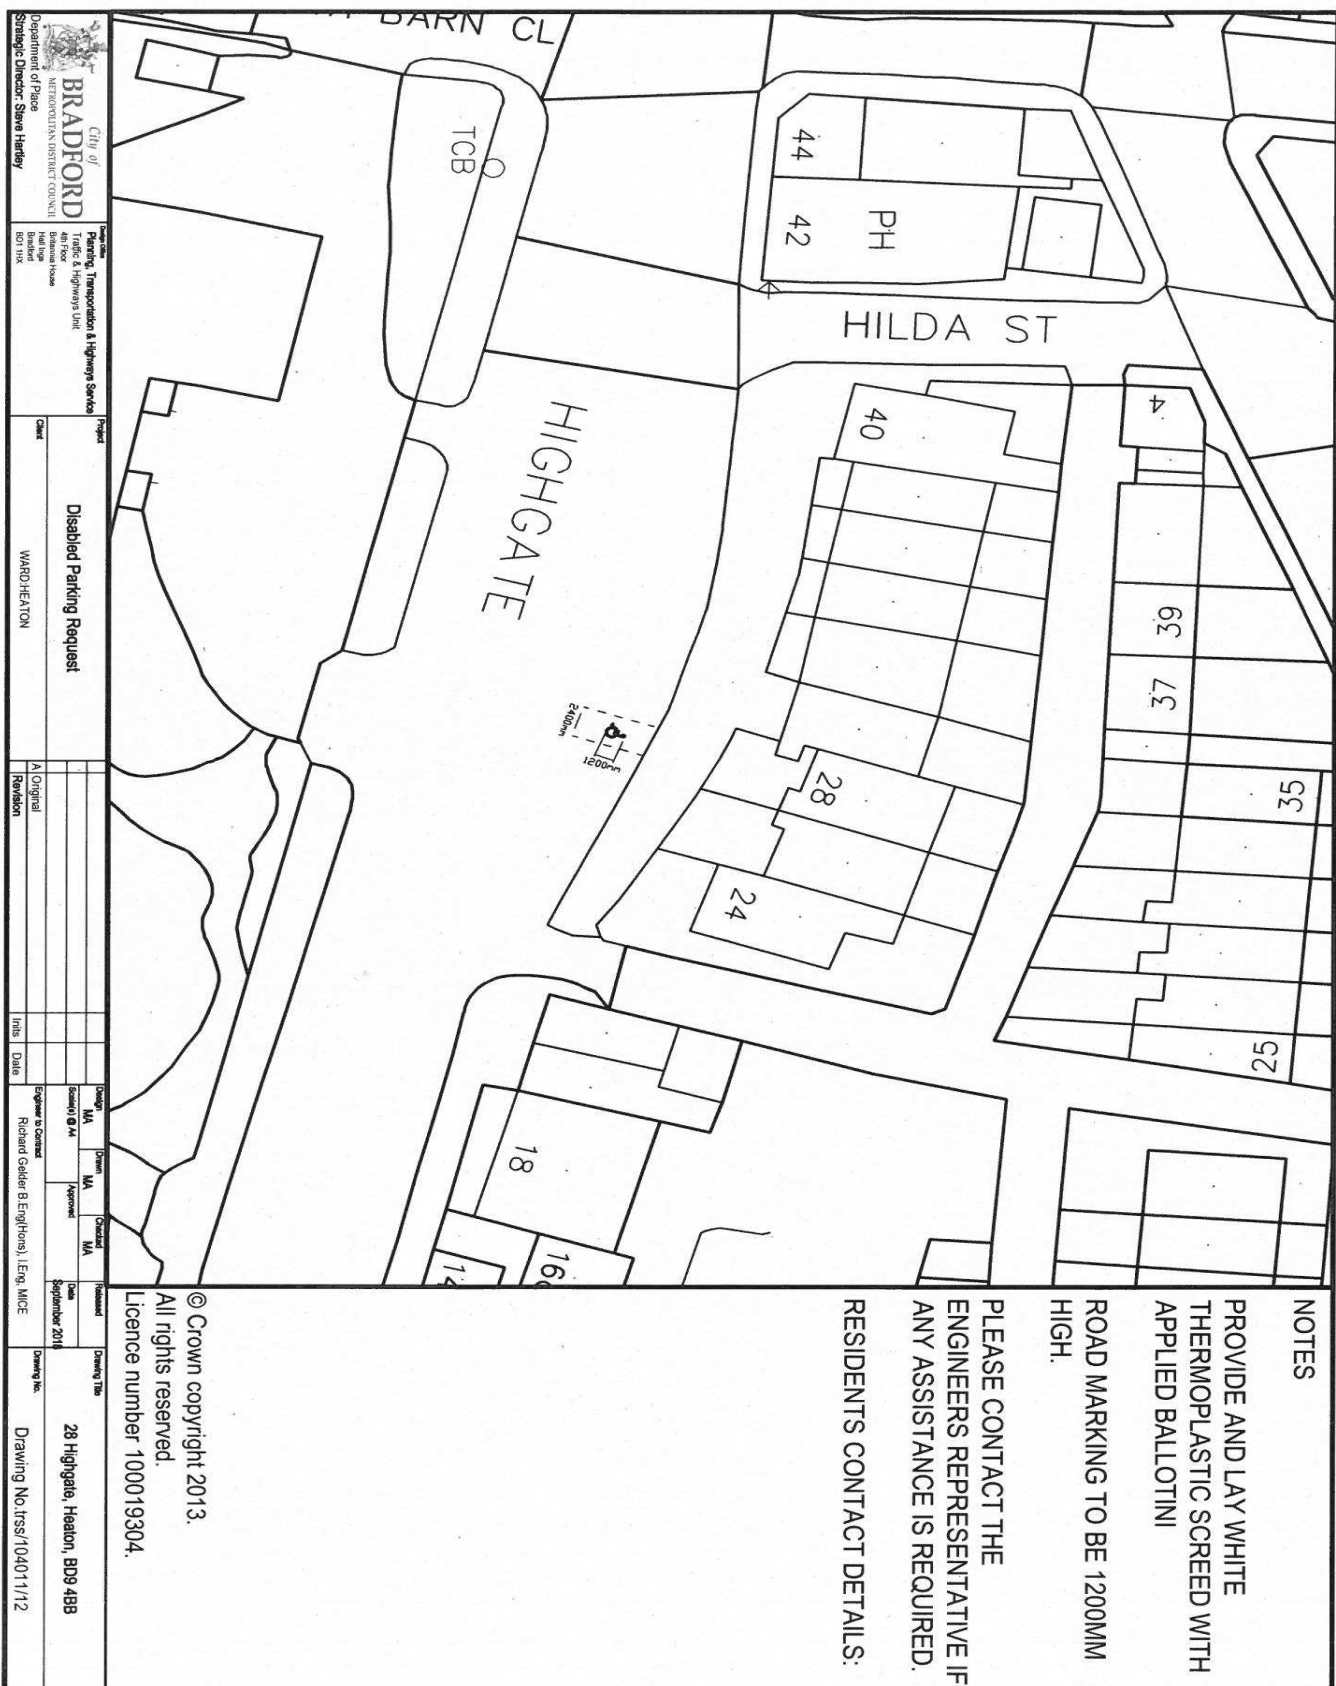 BARN CL
TCB
44
42
PH
HILDA ST
HIGHGATE
40
4
39
37
35
25
28
24
18
16
14
2400mm
1200mm
NOTES
PROVIDE AND LAY WHITE
THERMOPLASTIC SCREED WITH
APPLIED BALLOTINI
ROAD MARKING TO BE 1200MM
HIGH.
PLEASE CONTACT THE
ENGINEERS REPRESENTATIVE IF
ANY ASSISTANCE IS REQUIRED.
RESIDENTS CONTACT DETAILS:
© Crown copyright 2013.
All rights reserved.
Licence number 100019304.
City of
BRADFORD
METROPOLITAN DISTRICT COUNCIL
Department of Place
Strategic Director: Steve Hartley
Design Office
Planning, Transportation & Highways Service
Traffic & Highways Unit
4th Floor
Britannia House
Hall Ings
Bradford
BD1 1HX
Project
Disabled Parking Request
Client
WARD:HEATON
A Original
Revision
Inits
Date
Design
MA
Drawn
MA
Checked
MA
Released
Scale(s) @ A4
Approved
Date
September 2018
Engineer to Contract
Richard Gelder B.Eng(Hons), I.Eng, MICE
Drawing Title
28 Highgate, Heaton, BD9 4BB
Drawing No.
Drawing No.trss/104011/12